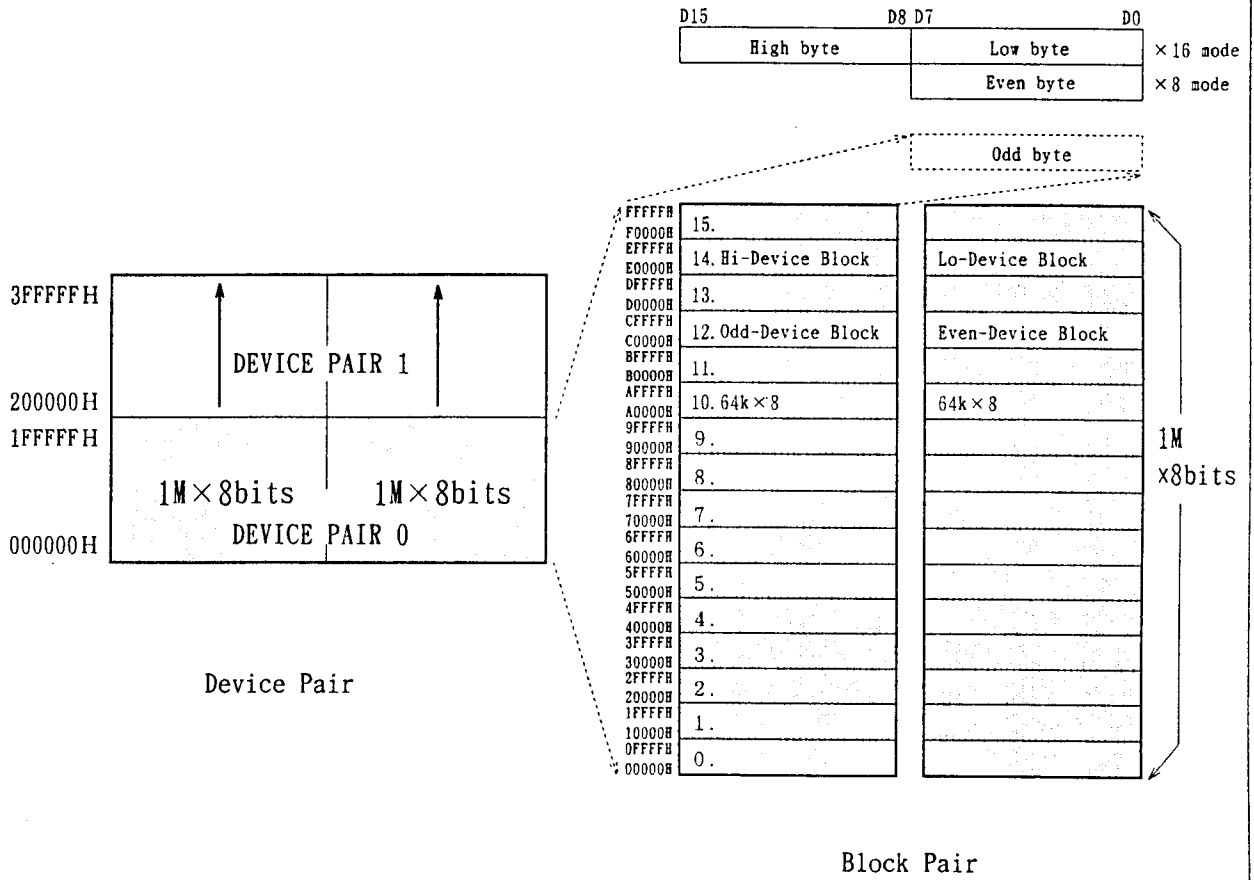 D15 D8 D7 D0
High byte Low byte ×16 mode
Even byte ×8 mode
Odd byte
3FFFFFH
200000H
1FFFFFH
000000H
DEVICE PAIR 1
1M×8bits 1M×8bits
DEVICE PAIR 0
Device Pair
FFFFFH
F0000H
15.
EFFFFH
E0000H
14. Hi-Device Block Lo-Device Block
DFFFFH
D0000H
13.
CFFFFH
C0000H
12. Odd-Device Block Even-Device Block
BFFFFH
B0000H
11.
AFFFFH
A0000H
10. 64k×8 64k×8
9FFFFH
90000H
9.
8FFFFH
80000H
8.
7FFFFH
70000H
7.
6FFFFH
60000H
6.
5FFFFH
50000H
5.
4FFFFH
40000H
4.
3FFFFH
30000H
3.
2FFFFH
20000H
2.
1FFFFH
10000H
1.
0FFFFH
00000H
0.
1M
×8bits
Block Pair